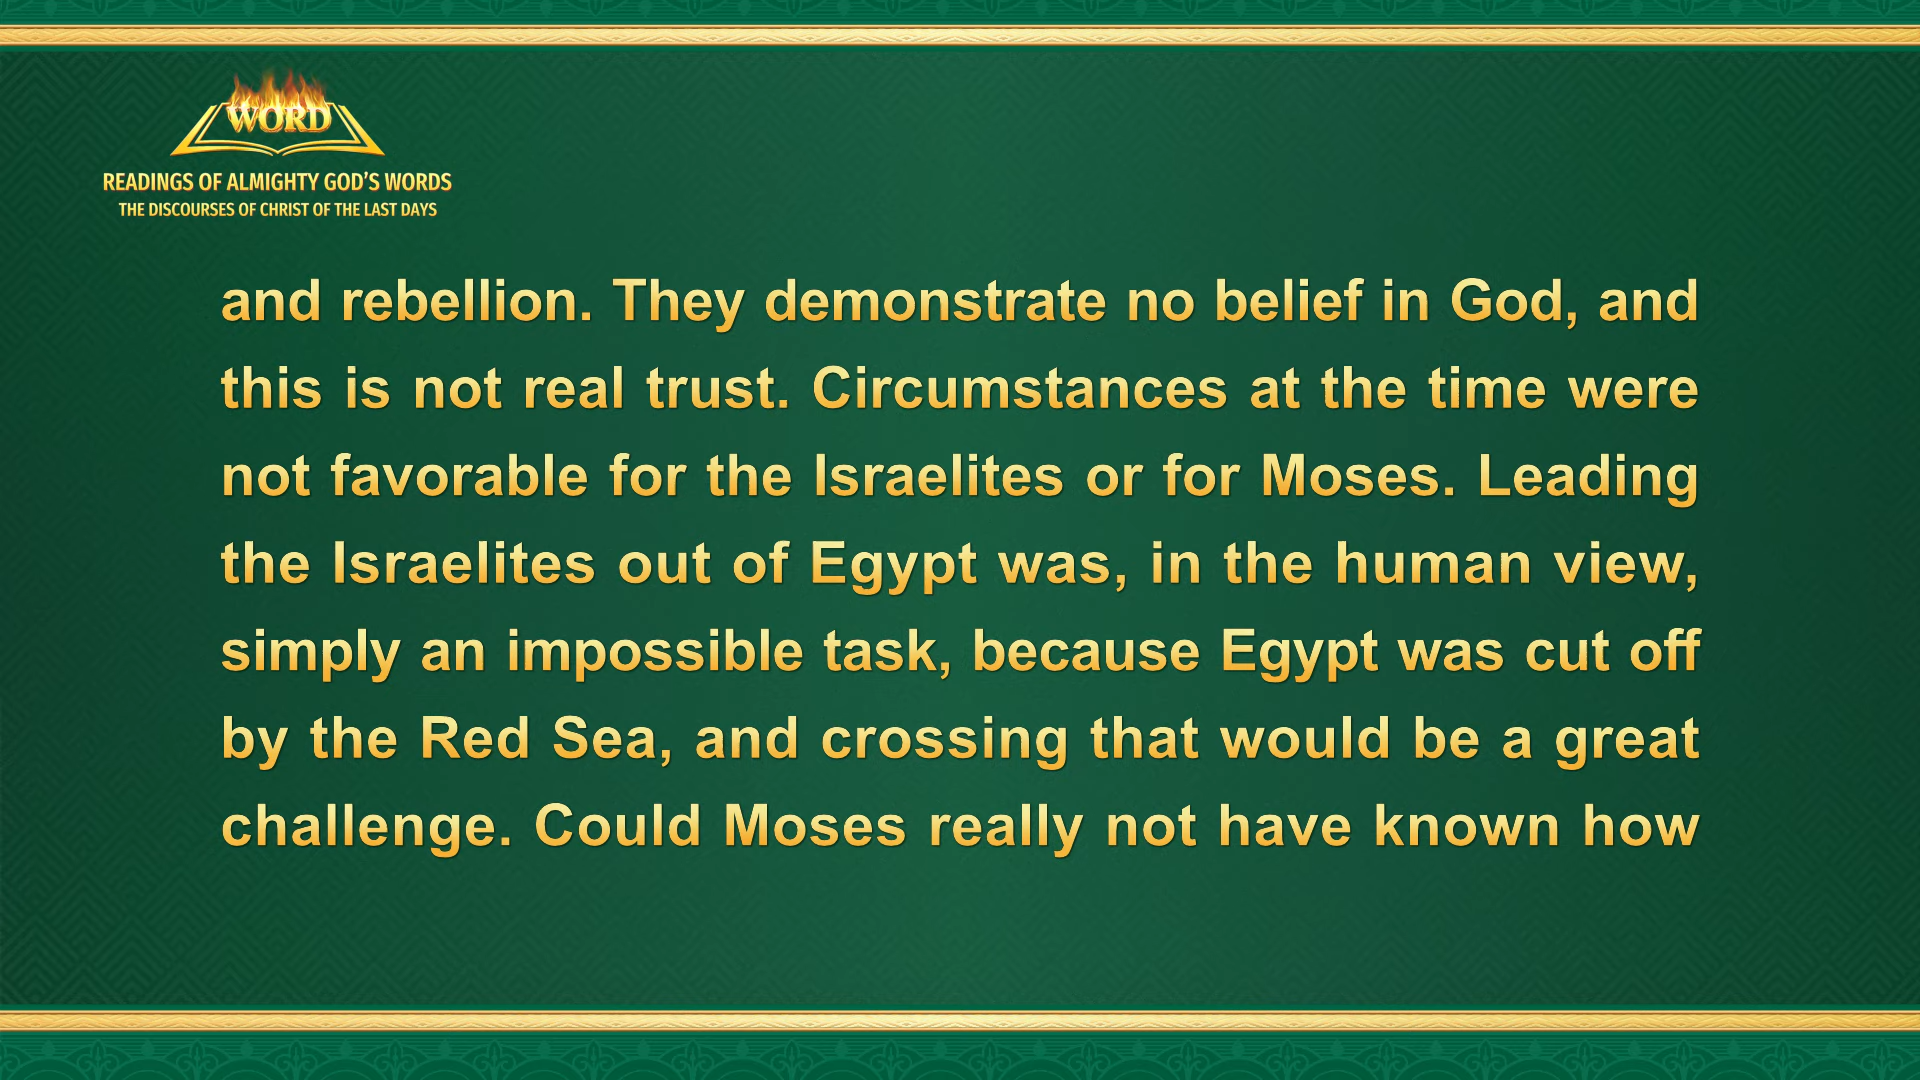 WORD
READINGS OF ALMIGHTY GOD'S WORDS
THE DISCOURSES OF CHRIST OF THE LAST DAYS
and rebellion. They demonstrate no belief in God, and
this is not real trust. Circumstances at the time were
not favorable for the Israelites or for Moses. Leading
the Israelites out of Egypt was, in the human view,
simply an impossible task, because Egypt was cut off
by the Red Sea, and crossing that would be a great
challenge. Could Moses really not have known how